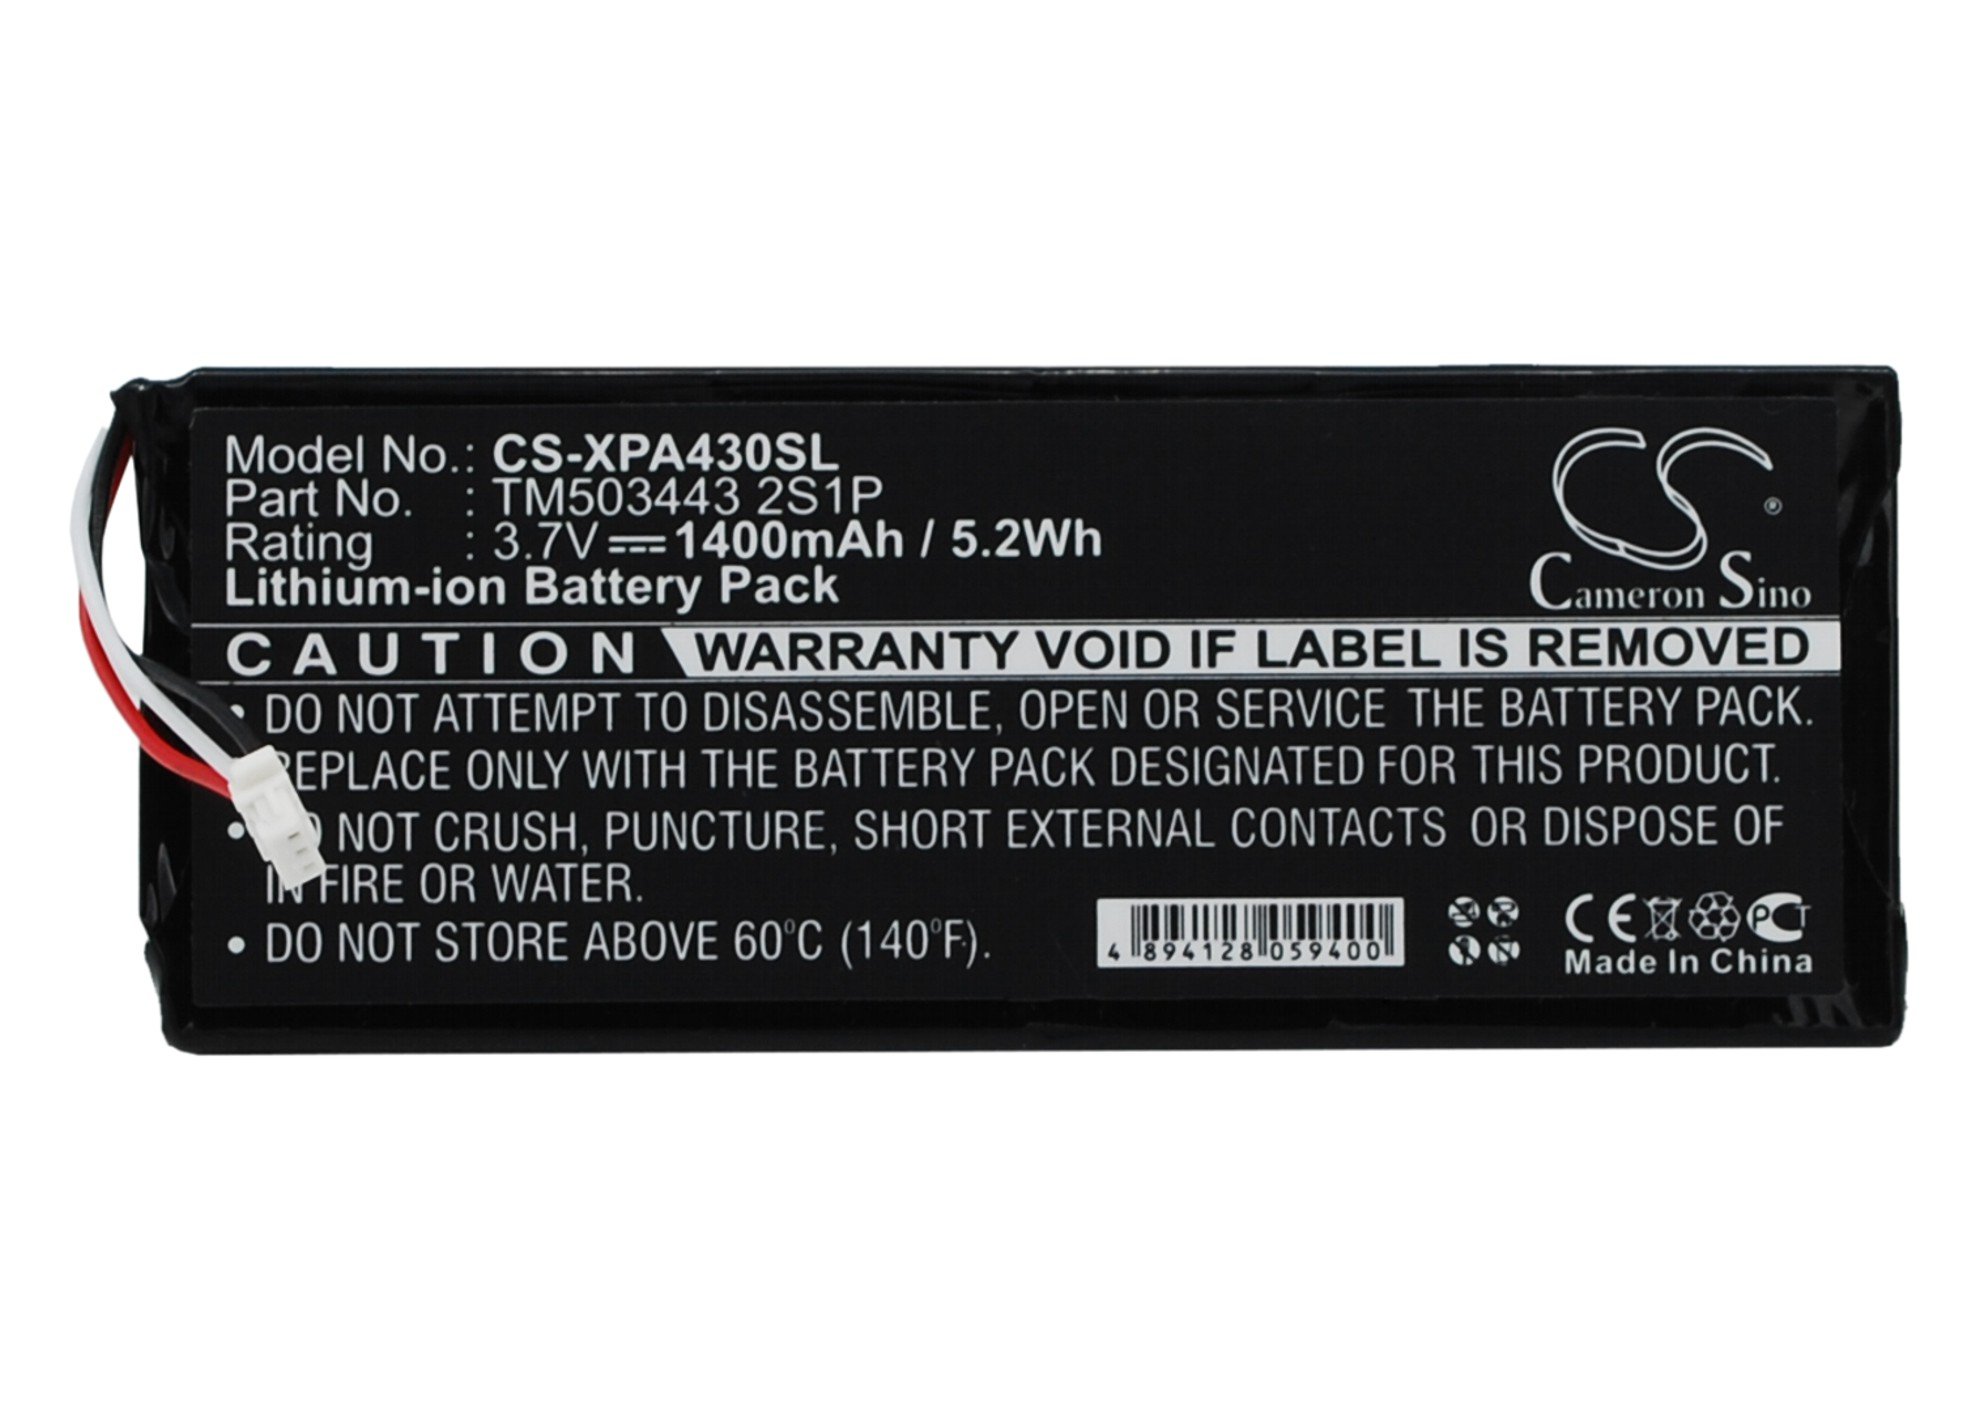 Model No.: CS-XPA430SL
Part No. : TM503443 2S1P
Rating : 3.7V 1400mAh / 5.2Wh
Lithium-ion Battery Pack
CS ®
Cameron Sino
CAUTION WARRANTY VOID IF LABEL IS REMOVED
• DO NOT ATTEMPT TO DISASSEMBLE, OPEN OR SERVICE THE BATTERY PACK.
REPLACE ONLY WITH THE BATTERY PACK DESIGNATED FOR THIS PRODUCT.
• DO NOT CRUSH, PUNCTURE, SHORT EXTERNAL CONTACTS OR DISPOSE OF
IN FIRE OR WATER.
• DO NOT STORE ABOVE 60°C (140°F).
4 894128 059400
CE PCT
Made In China